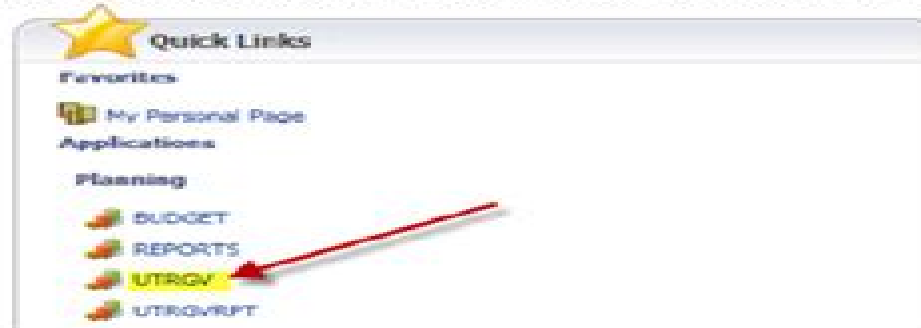 Quick Links
Favorites
My Personal Page
Applications
Planning
BUDGET
REPORTS
UTRGV
UTRGVRPT